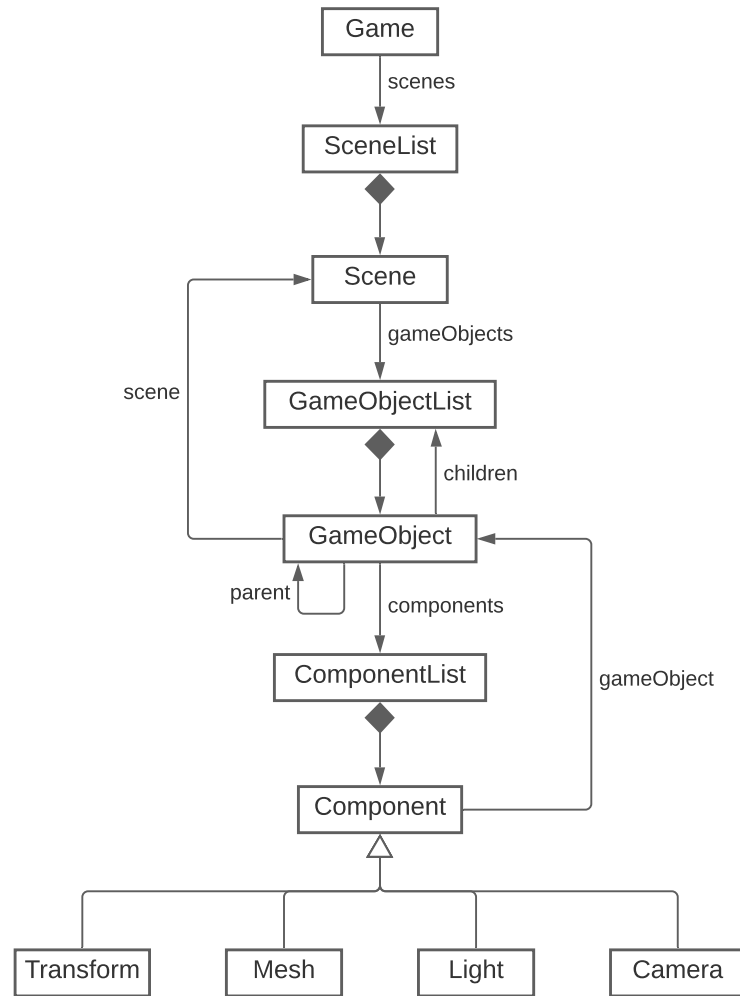 Game
scenes
SceneList
Scene
gameObjects
scene
GameObjectList
children
GameObject
parent
components
ComponentList
gameObject
Component
Transform
Mesh
Light
Camera